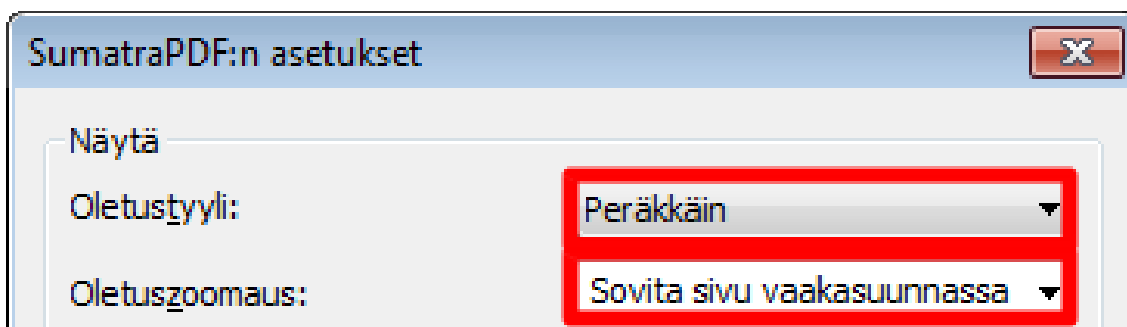 SumatraPDF:n asetukset
Näytä
Oletustyyli: Peräkkäin
Oletuszoomaus: Sovita sivu vaakasuunnassa